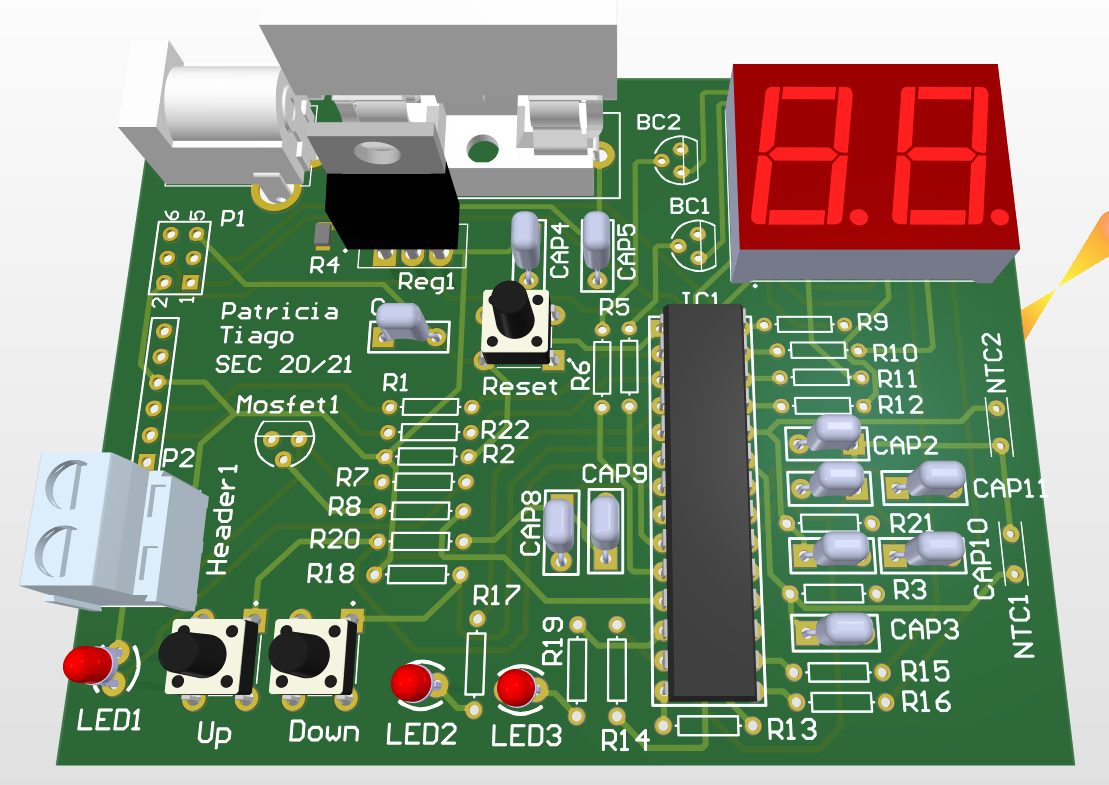 8.8.
BC2
BC1
6 5
P1
2 1
R4
Reg1
CAP4
CAP5
Patricia
Tiago
SEC 20/21
C
R5
R6
Reset
IC1
R9
R10
R11
R12
NTC2
Mosfet1
R1
R22
R2
R7
R8
R20
R18
P2
Header1
CAP8
CAP9
CAP2
CAP11
R21
CAP10
R3
NTC1
CAP3
R17
R19
R15
R16
LED1
Up
Down
LED2
LED3
R14
R13